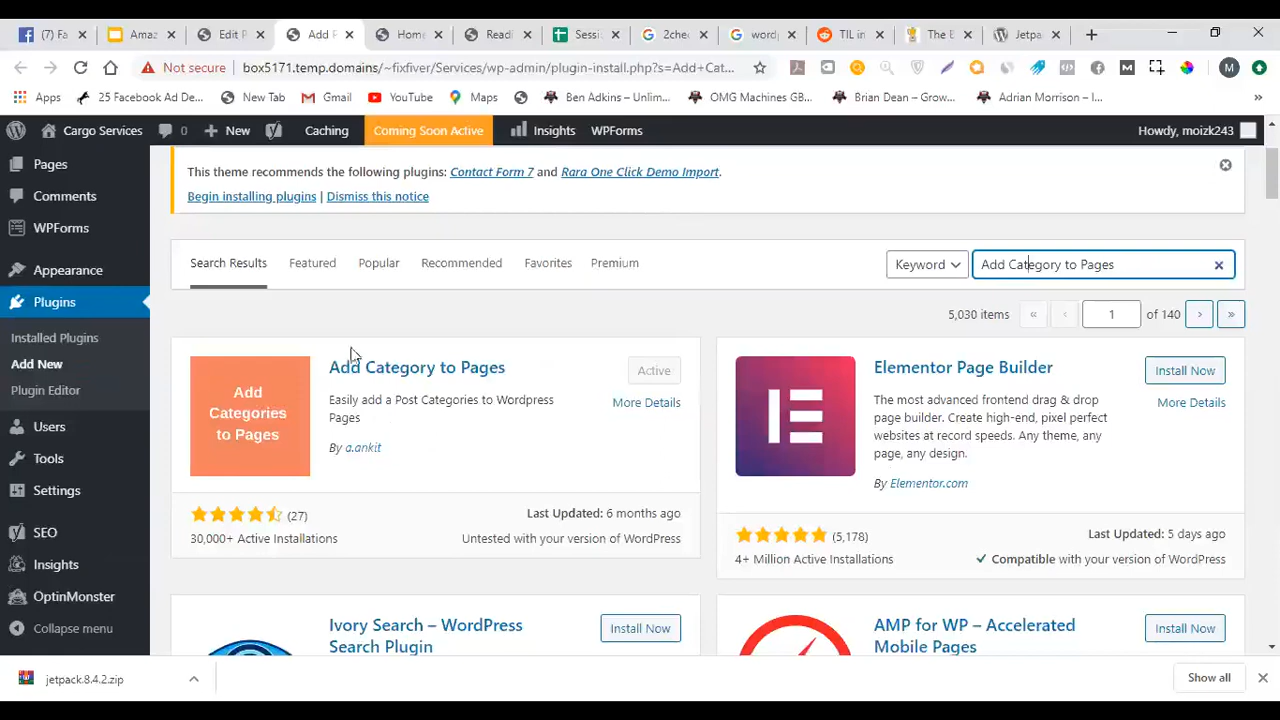 (7) Fa
Amaz
Edit P
Add P
Home
Readl
Sessi
2chec
wordp
TIL in
The E
Jetpa
Not secure
box5171.temp.domains/~fixfiver/Services/wp-admin/plugin-install.php?s=Add+Cat...
Apps
25 Facebook Ad De...
New Tab
Gmail
YouTube
Maps
Ben Adkins – Unlim...
OMG Machines GB...
Brian Dean – Grow...
Adrian Morrison – I...
»
Cargo Services
0
New
Caching
Coming Soon Active
Insights
WPForms
Howdy, moizk243
Pages
Comments
WPForms
Appearance
Plugins
Installed Plugins
Add New
Plugin Editor
Users
Tools
Settings
SEO
Insights
OptinMonster
Collapse menu
This theme recommends the following plugins: Contact Form 7 and Rara One Click Demo Import.
Begin installing plugins | Dismiss this notice
Search Results
Featured
Popular
Recommended
Favorites
Premium
Keyword
Add Category to Pages
5,030 items
«
‹
1
of 140
›
»
Add
Categories
to Pages
Add Category to Pages
Active
More Details
Easily add a Post Categories to Wordpress
Pages
By a.ankit
(27)
30,000+ Active Installations
Last Updated: 6 months ago
Untested with your version of WordPress
Elementor Page Builder
Install Now
More Details
The most advanced frontend drag & drop
page builder. Create high-end, pixel perfect
websites at record speeds. Any theme, any
page, any design.
By Elementor.com
(5,178)
4+ Million Active Installations
Last Updated: 5 days ago
Compatible with your version of WordPress
Ivory Search – WordPress
Search Plugin
Install Now
AMP for WP – Accelerated
Mobile Pages
Install Now
jetpack.8.4.2.zip
Show all